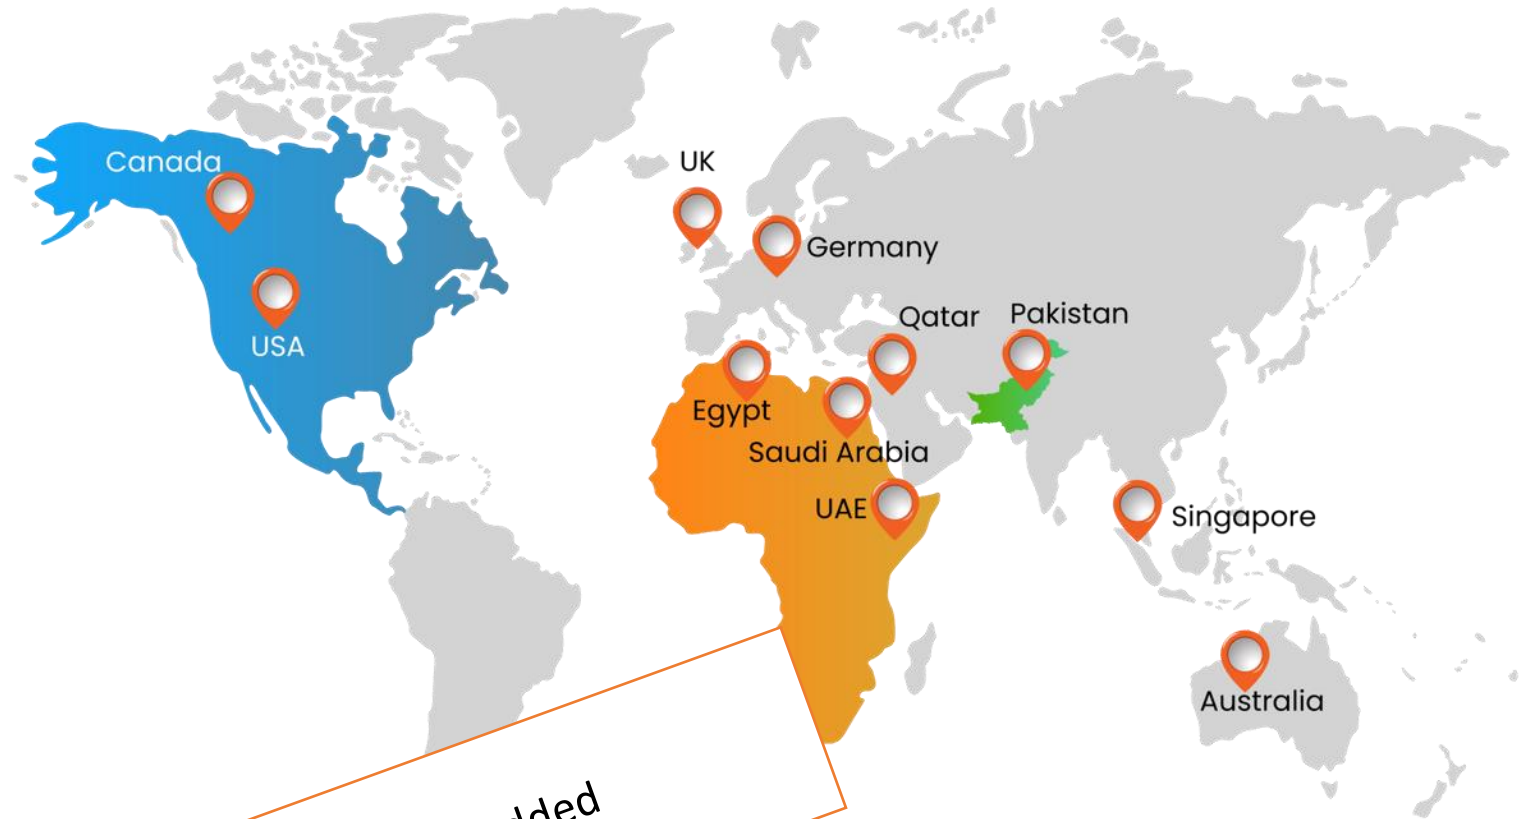 Canada
UK
Germany
Qatar
Pakistan
USA
Egypt
Saudi Arabia
UAE
Singapore
Australia